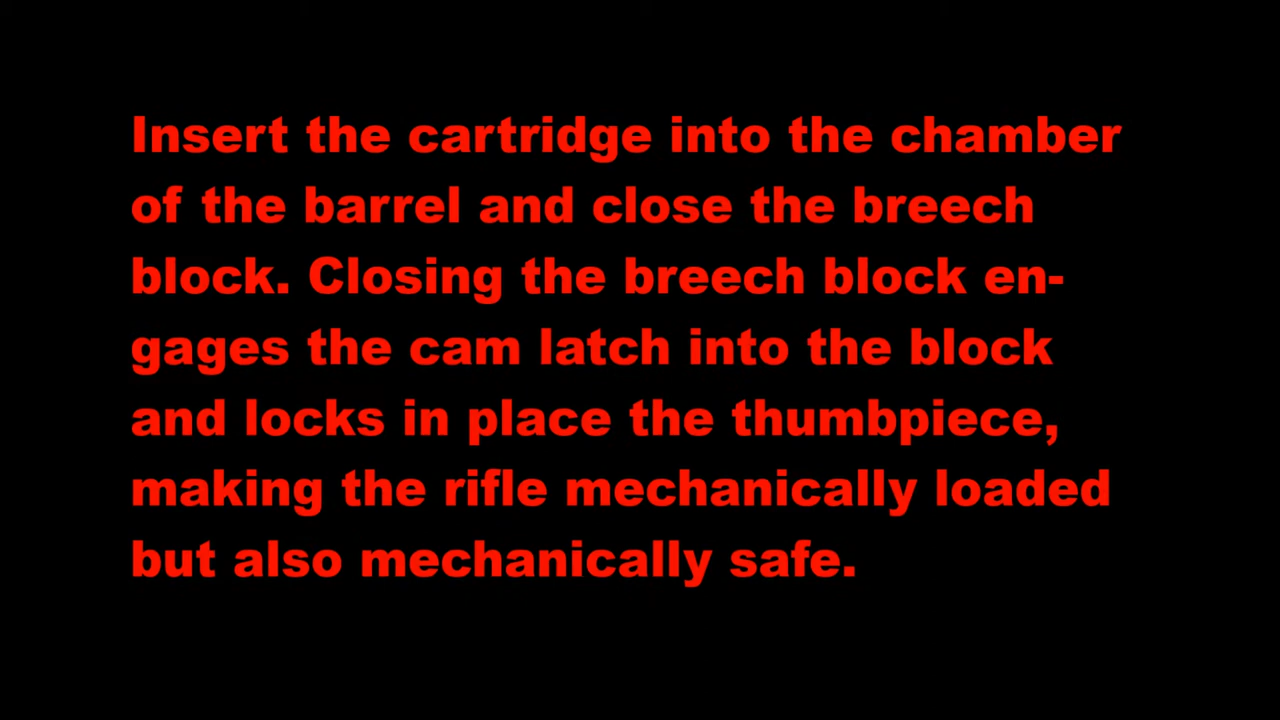 Insert the cartridge into the chamber
of the barrel and close the breech
block. Closing the breech block en-
gages the cam latch into the block
and locks in place the thumbpiece,
making the rifle mechanically loaded
but also mechanically safe.